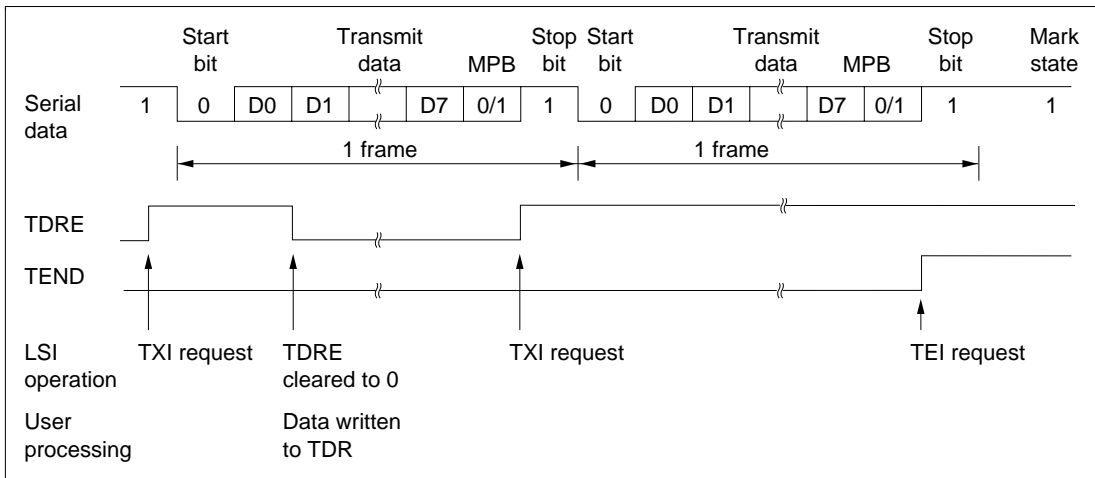 Start Transmit Stop Start Transmit Stop Mark
bit data MPB bit bit data MPB bit state
Serial 1 0 D0 D1 D7 0/1 1 0 D0 D1 D7 0/1 1 1
data
1 frame 1 frame
TDRE
TEND
LSI TXI request TDRE TXI request TEI request
operation cleared to 0
User Data written
processing to TDR